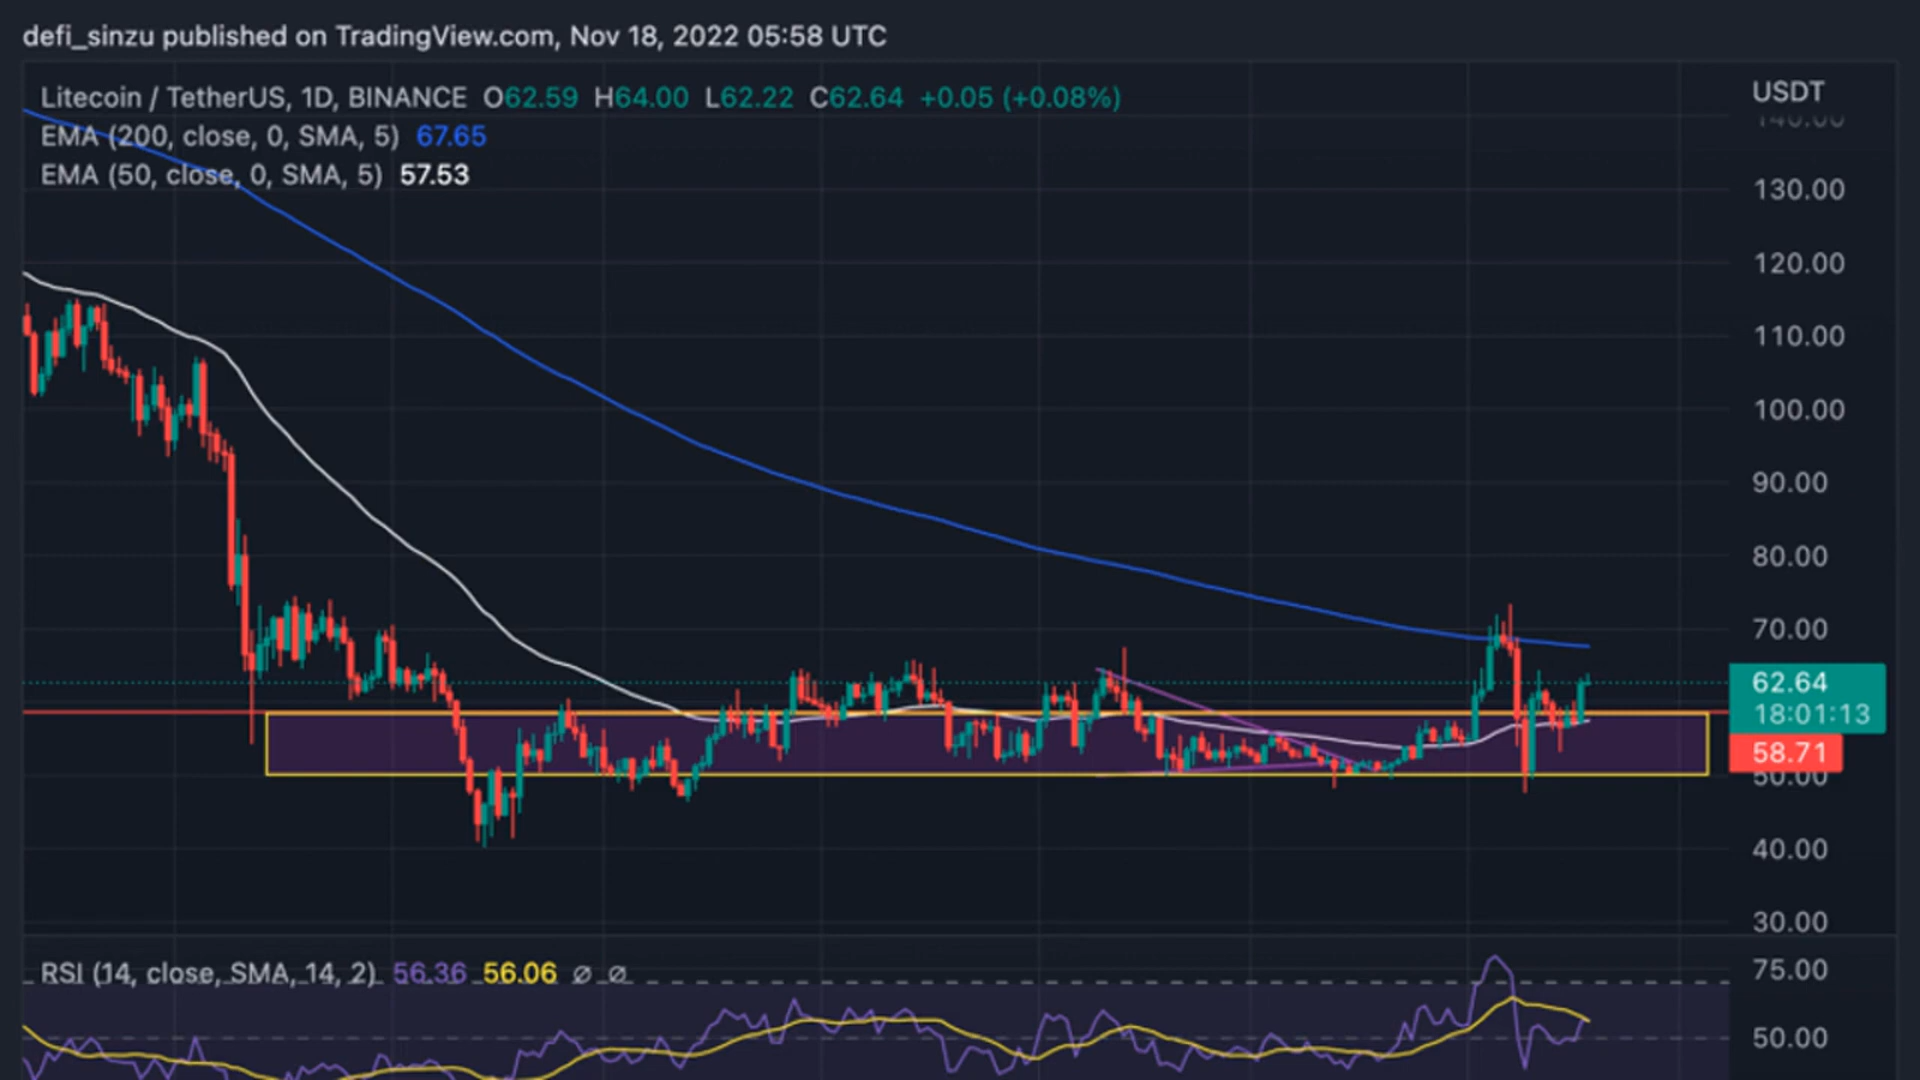 defi_sinzu published on TradingView.com, Nov 18, 2022 05:58 UTC
Litecoin / TetherUS, 1D, BINANCE O62.59 H64.00 L62.22 C62.64 +0.05 (+0.08%)
EMA (200, close, 0, SMA, 5) 67.65
EMA (50, close, 0, SMA, 5) 57.53
USDT
140.00
130.00
120.00
110.00
100.00
90.00
80.00
70.00
62.64
18:01:13
58.71
50.00
40.00
30.00
RSI (14, close, SMA, 14, 2) 56.36 56.06 ∅ ∅
75.00
50.00